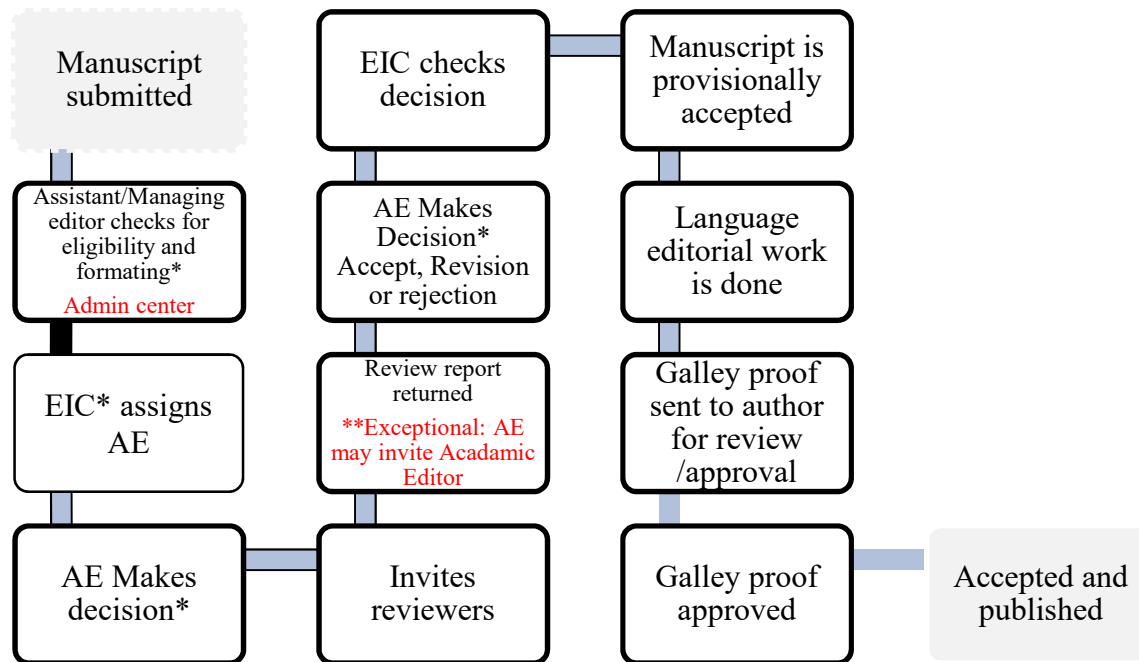 Manuscript
submitted
Assistant/Managing
editor checks for
eligibility and
formating*
Admin center
EIC* assigns
AE
AE Makes
decision*
Invites
reviewers
Review report
returned
**Exceptional: AE
may invite Acadamic
Editor
AE Makes
Decision*
Accept, Revision
or rejection
EIC checks
decision
Manuscript is
provisionally
accepted
Language
editorial work
is done
Galley proof
sent to author
for review
/approval
Galley proof
approved
Accepted and
published